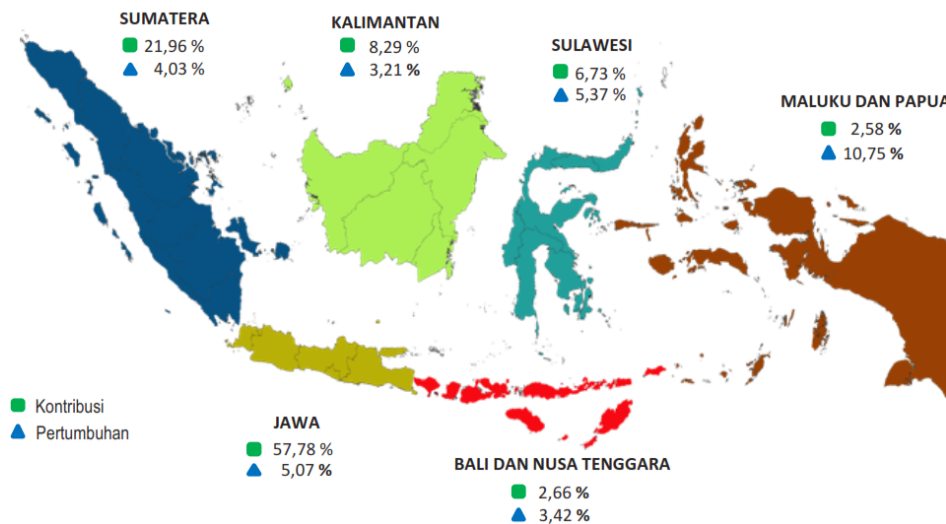 SUMATERA
21,96 %
4,03 %
KALIMANTAN
8,29 %
3,21 %
SULAWESI
6,73 %
5,37 %
MALUKU DAN PAPUA
2,58 %
10,75 %
Kontribusi
Pertumbuhan
JAWA
57,78 %
5,07 %
BALI DAN NUSA TENGGARA
2,66 %
3,42 %